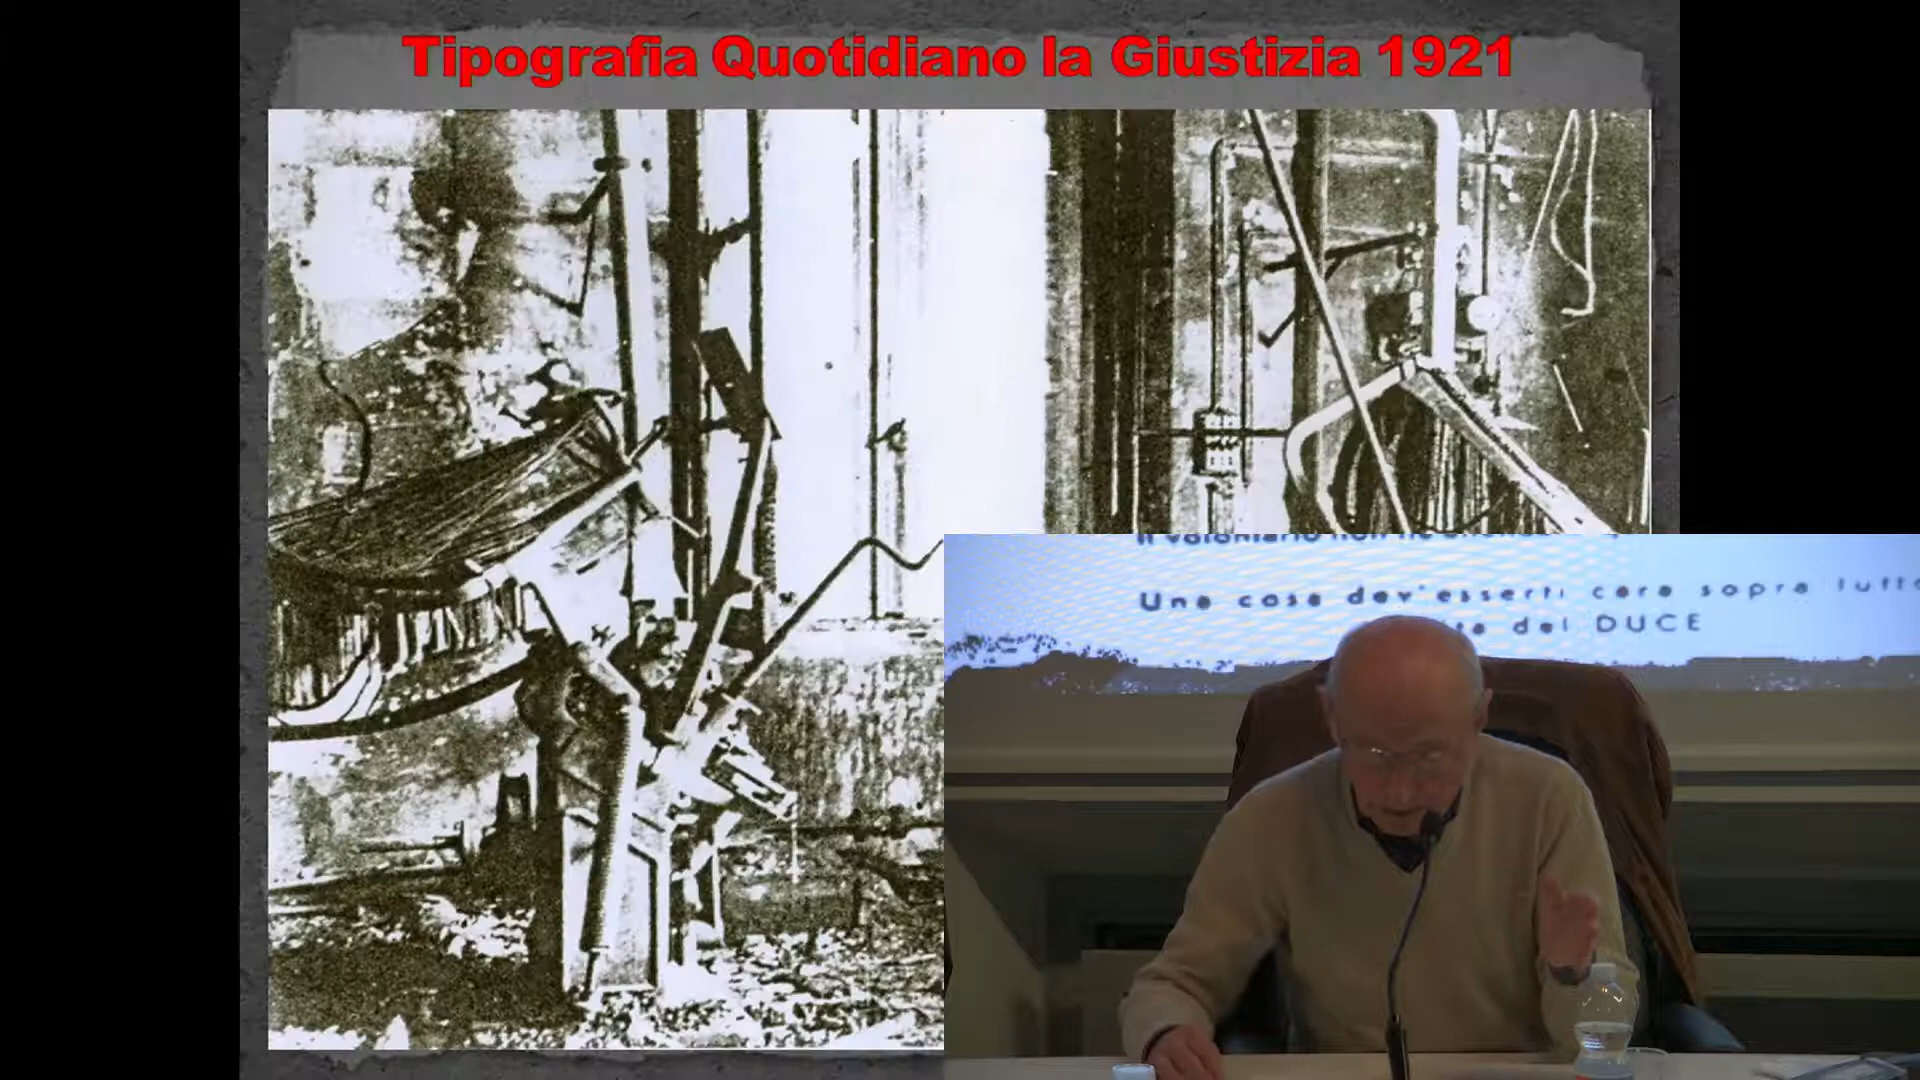 Tipografia Quotidiano la Giustizia 1921
Una cosa dev'esserti cara sopra tutto
del DUCE